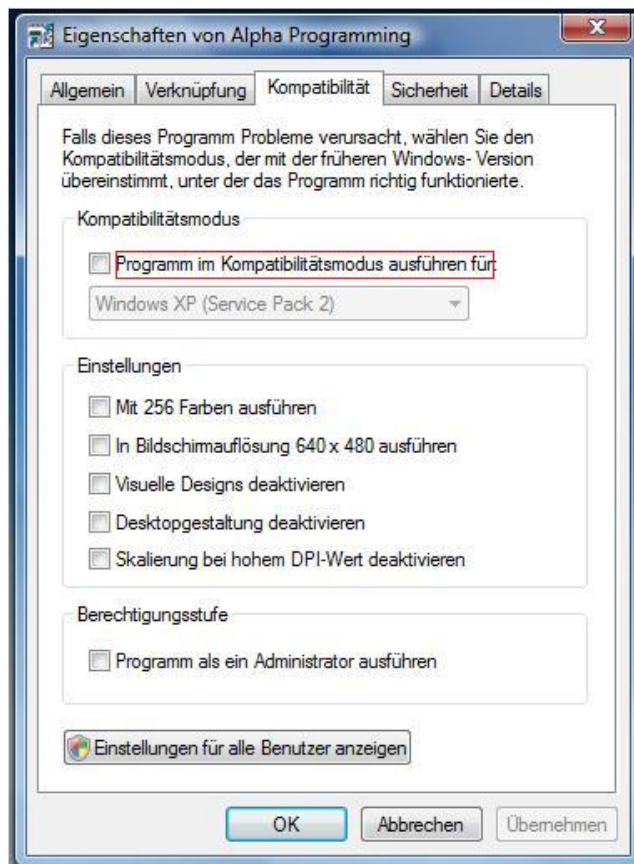 Eigenschaften von Alpha Programming
Allgemein Verknüpfung Kompatibilität Sicherheit Details
Falls dieses Programm Probleme verursacht, wählen Sie den
Kompatibilitätsmodus, der mit der früheren Windows- Version
übereinstimmt, unter der das Programm richtig funktionierte.
Kompatibilitätsmodus
Programm im Kompatibilitätsmodus ausführen für:
Windows XP (Service Pack 2)
Einstellungen
Mit 256 Farben ausführen
In Bildschirmauflösung 640 x 480 ausführen
Visuelle Designs deaktivieren
Desktopgestaltung deaktivieren
Skalierung bei hohem DPI-Wert deaktivieren
Berechtigungsstufe
Programm als ein Administrator ausführen
Einstellungen für alle Benutzer anzeigen
OK Abbrechen Übernehmen